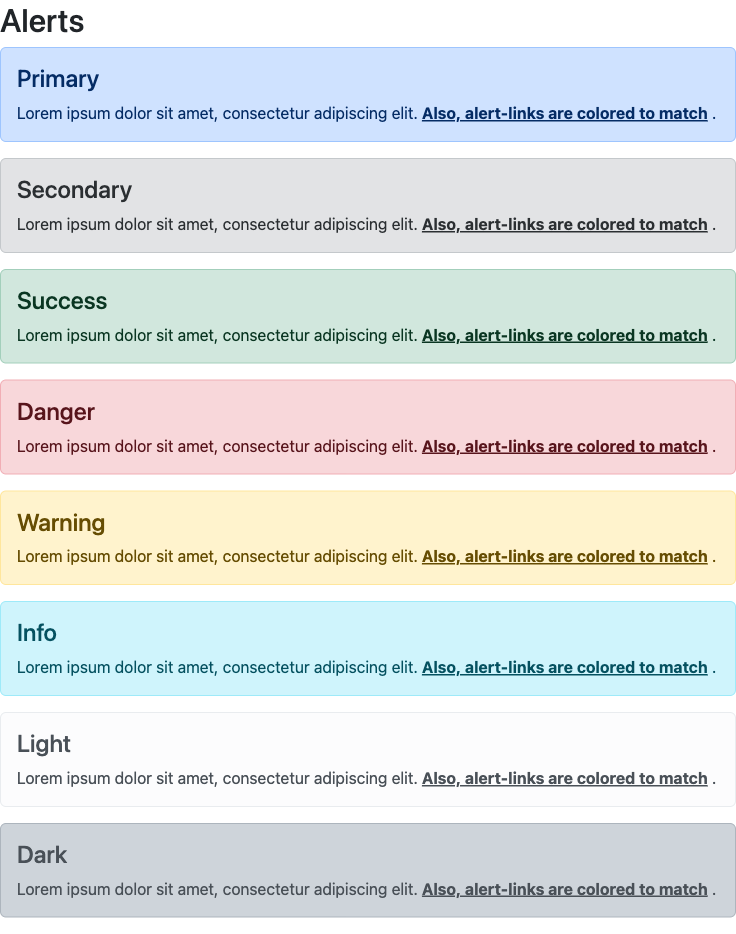 Alerts
Primary
Lorem ipsum dolor sit amet, consectetur adipiscing elit. Also, alert-links are colored to match .
Secondary
Lorem ipsum dolor sit amet, consectetur adipiscing elit. Also, alert-links are colored to match .
Success
Lorem ipsum dolor sit amet, consectetur adipiscing elit. Also, alert-links are colored to match .
Danger
Lorem ipsum dolor sit amet, consectetur adipiscing elit. Also, alert-links are colored to match .
Warning
Lorem ipsum dolor sit amet, consectetur adipiscing elit. Also, alert-links are colored to match .
Info
Lorem ipsum dolor sit amet, consectetur adipiscing elit. Also, alert-links are colored to match .
Light
Lorem ipsum dolor sit amet, consectetur adipiscing elit. Also, alert-links are colored to match .
Dark
Lorem ipsum dolor sit amet, consectetur adipiscing elit. Also, alert-links are colored to match .